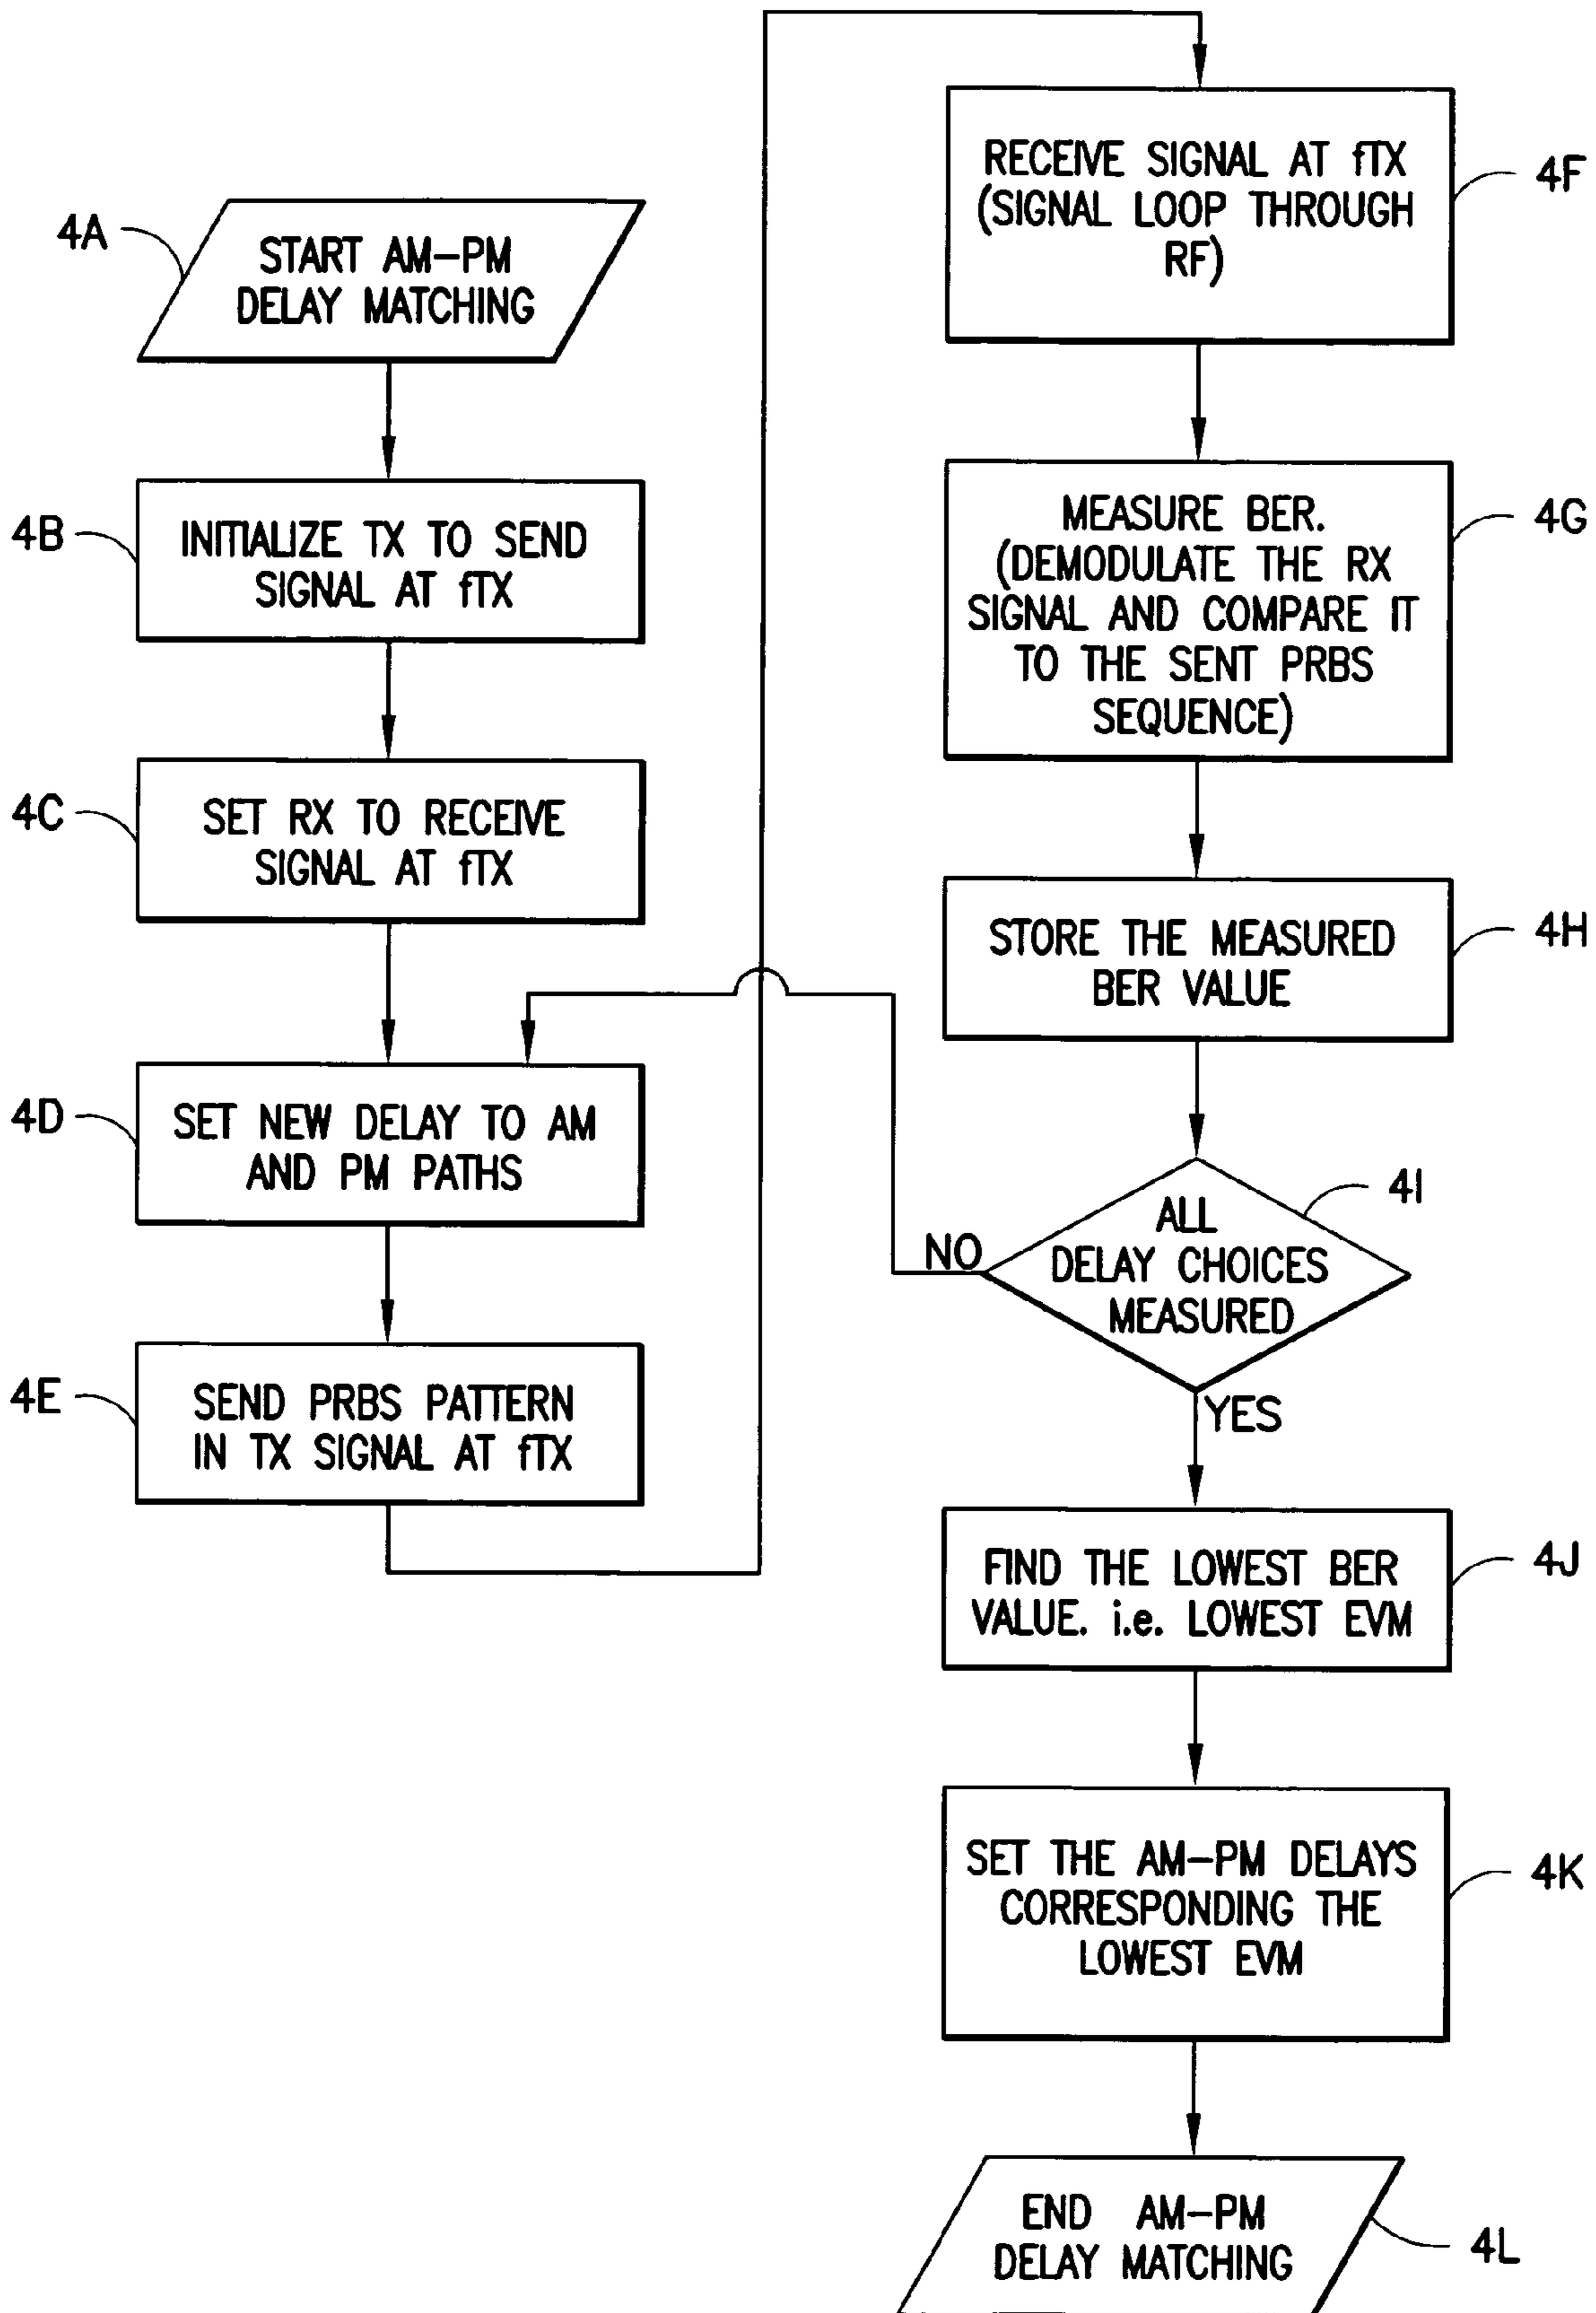 4A
START AM-PM
DELAY MATCHING
4B
INITIALIZE TX TO SEND
SIGNAL AT fTX
4C
SET RX TO RECEIVE
SIGNAL AT fTX
4D
SET NEW DELAY TO AM
AND PM PATHS
4E
SEND PRBS PATTERN
IN TX SIGNAL AT fTX
RECEIVE SIGNAL AT fTX
(SIGNAL LOOP THROUGH
RF)
4F
MEASURE BER.
(DEMODULATE THE RX
SIGNAL AND COMPARE IT
TO THE SENT PRBS
SEQUENCE)
4G
STORE THE MEASURED
BER VALUE
4H
ALL
DELAY CHOICES
MEASURED
4I
NO
YES
FIND THE LOWEST BER
VALUE. i.e. LOWEST EVM
4J
SET THE AM-PM DELAYS
CORRESPONDING THE
LOWEST EVM
4K
END AM-PM
DELAY MATCHING
4L